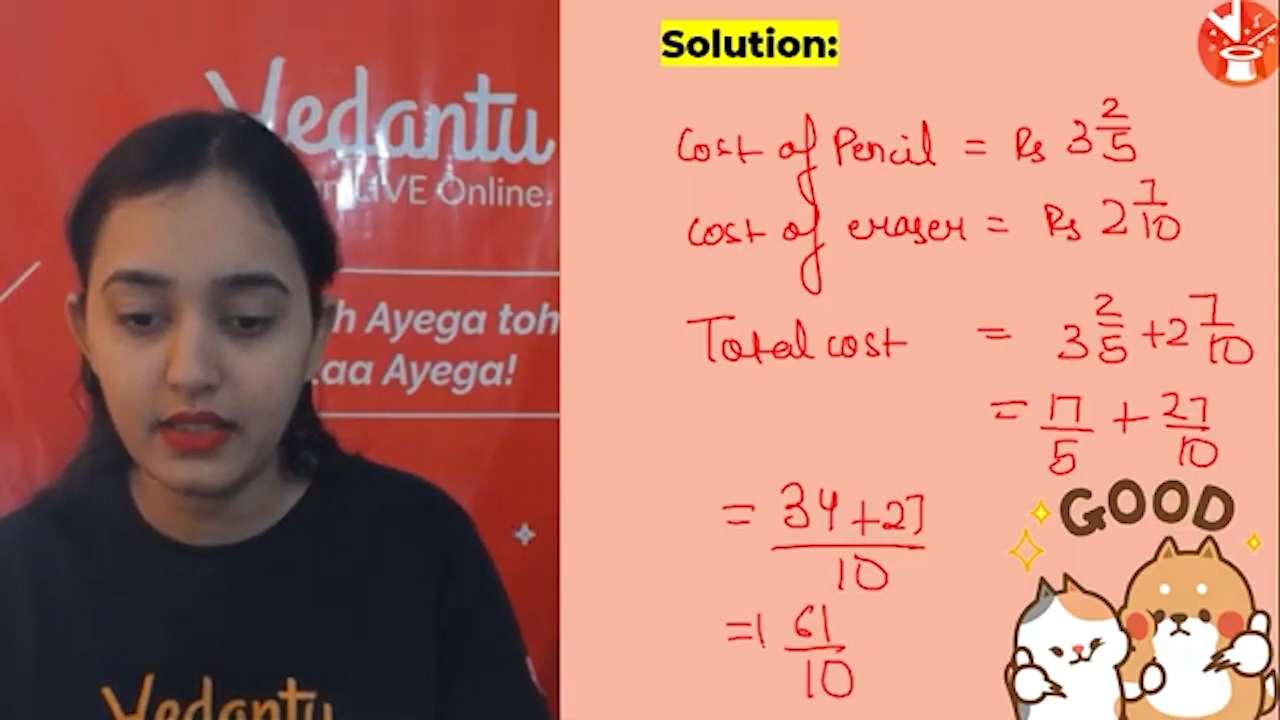 Vedantu
LIVE Online.
h Ayega toh
aa Ayega!
Vedantu
Solution:
Cost of Pencil = Rs 3 2/5
Cost of eraser = Rs 2 7/10
Total cost = 3 2/5 + 2 7/10
= 17/5 + 27/10
= 34 + 27/10
= 1 61/10
GOOD